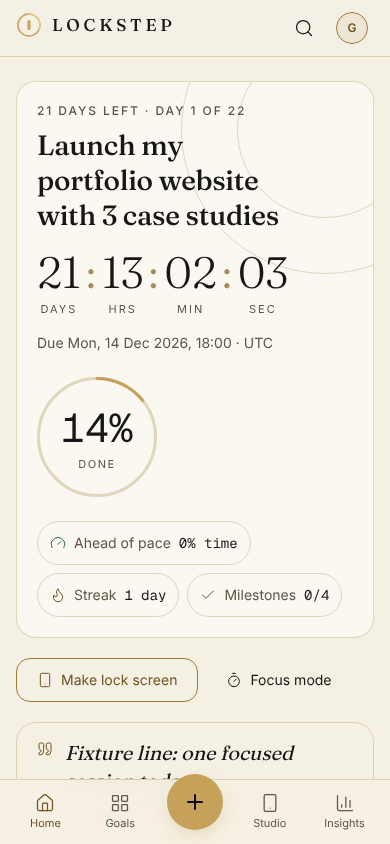 LOCKSTEP
G
21 DAYS LEFT · DAY 1 OF 22
Launch my
portfolio website
with 3 case studies
21:13:02:03
DAYS HRS MIN SEC
Due Mon, 14 Dec 2026, 18:00 · UTC
14%
DONE
Ahead of pace 0% time
Streak 1 day
Milestones 0/4
Make lock screen
Focus mode
Fixture line: one focused
Home
Goals
Studio
Insights